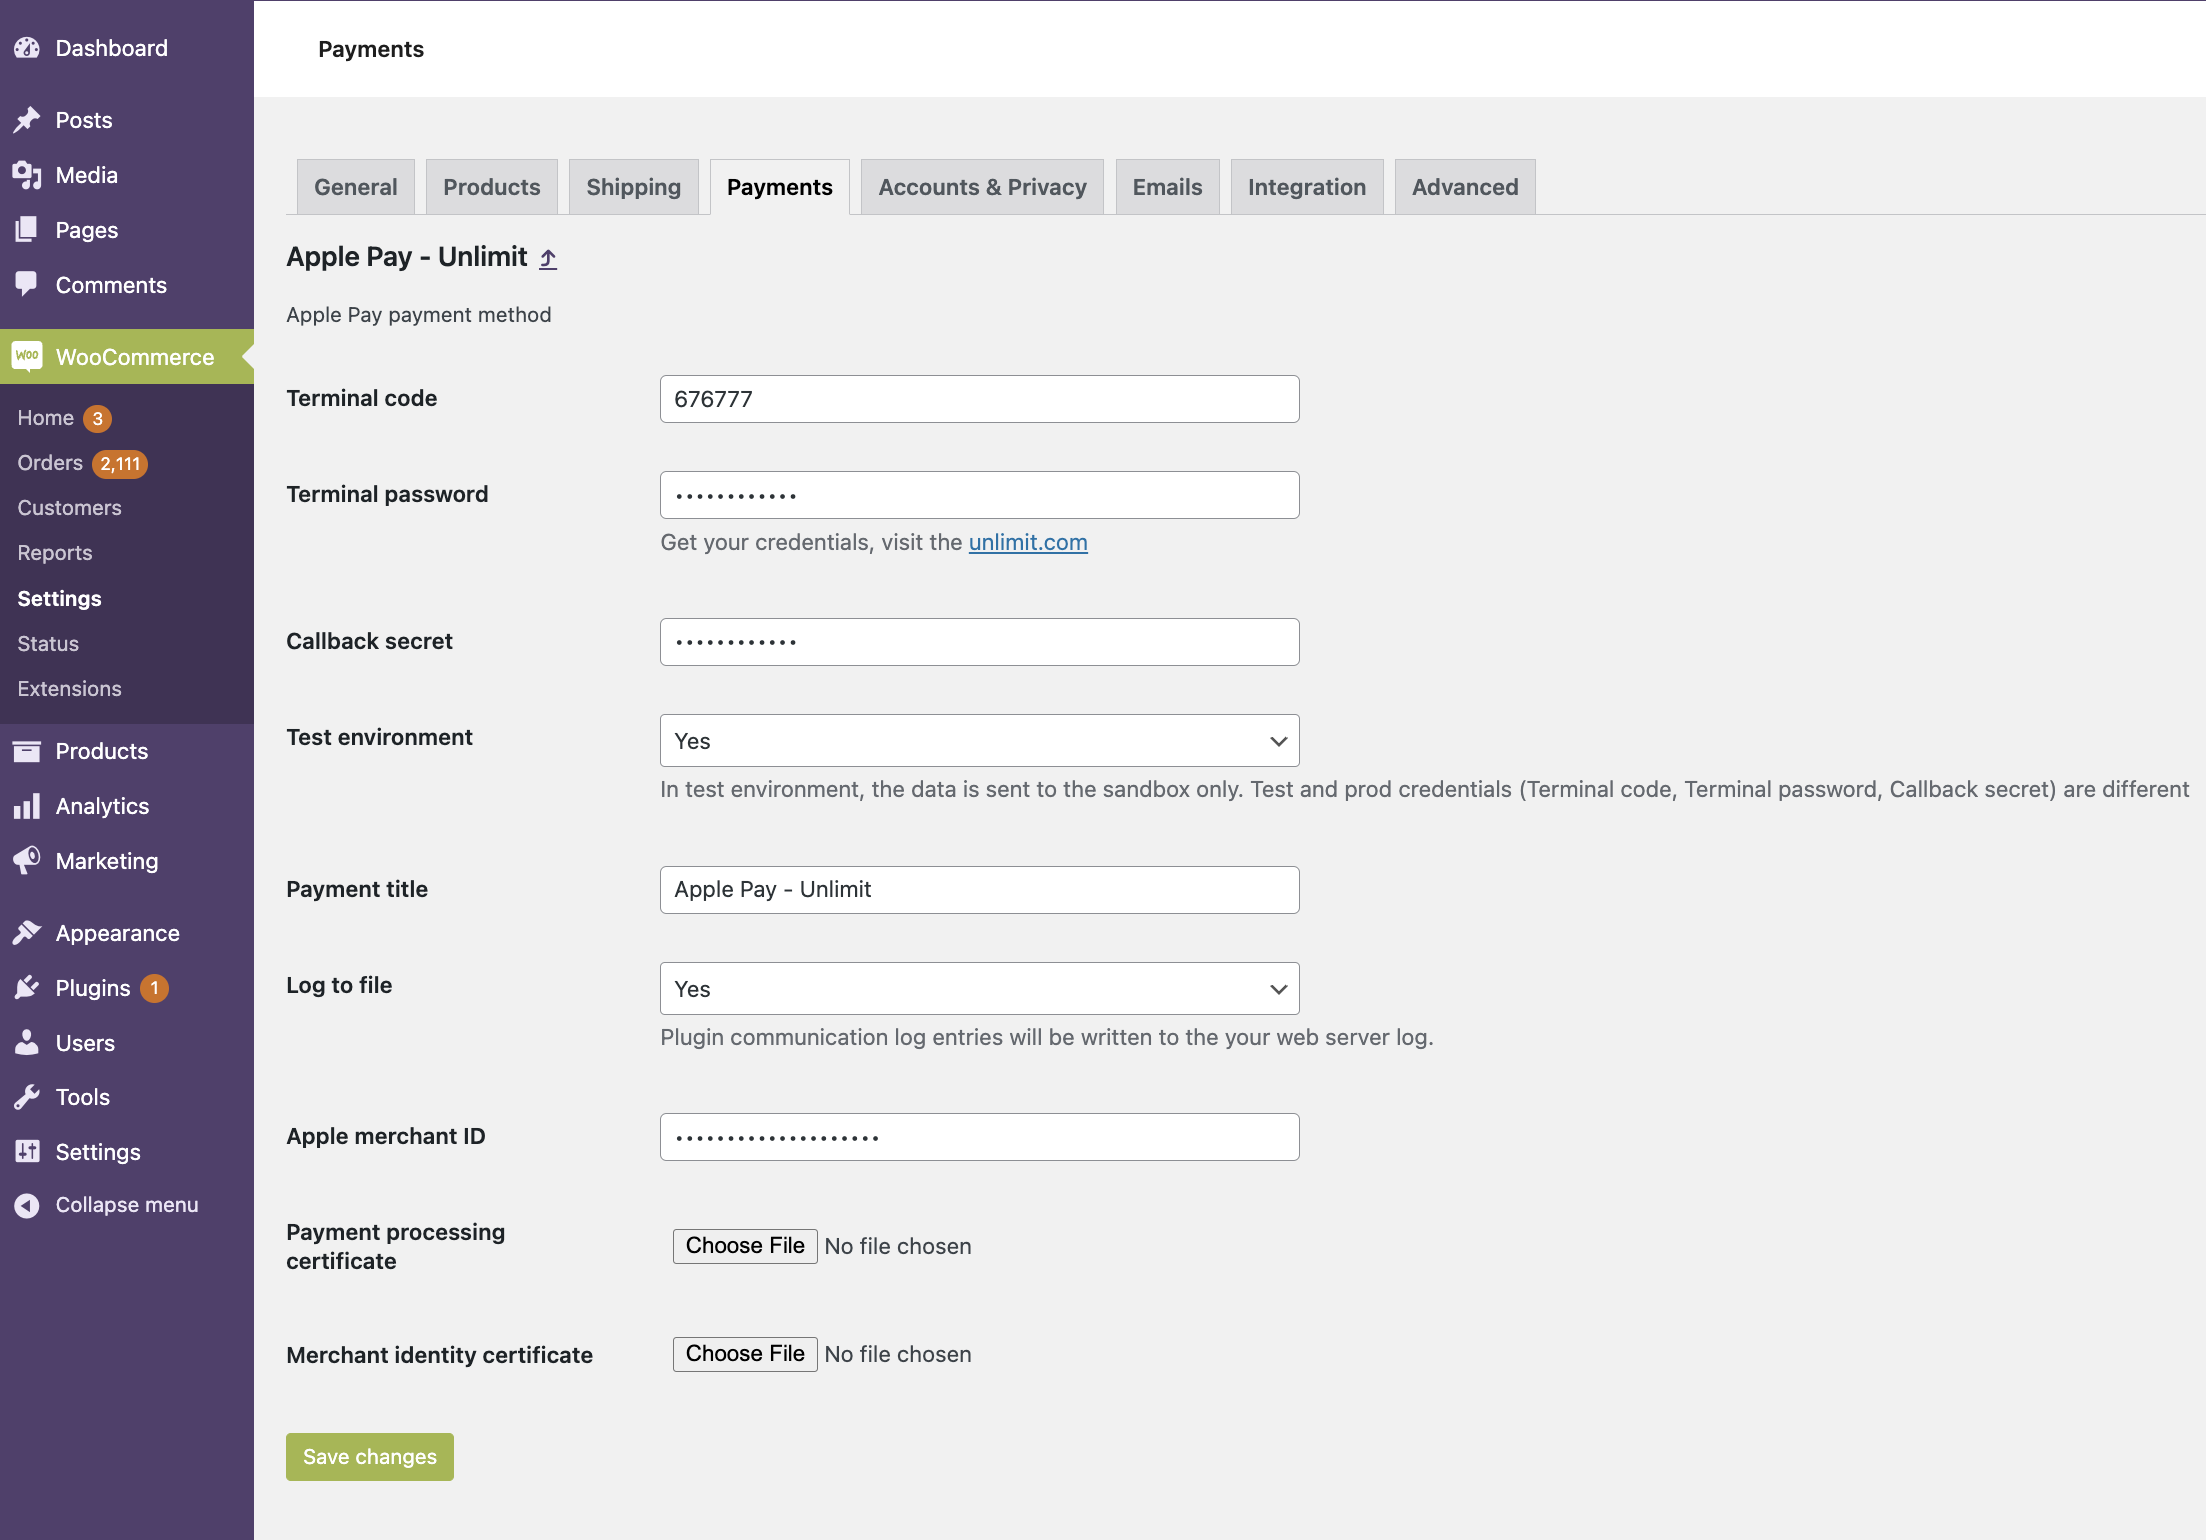 Dashboard
Posts
Media
Pages
Comments
Woo WooCommerce
Home 3
Orders 2,111
Customers
Reports
Settings
Status
Extensions
Products
Analytics
Marketing
Appearance
Plugins 1
Users
Tools
Settings
Collapse menu
Payments
General Products Shipping Payments Accounts & Privacy Emails Integration Advanced
Apple Pay - Unlimit
Apple Pay payment method
Terminal code 676777
Terminal password ••••••••••••
Get your credentials, visit the unlimit.com
Callback secret ••••••••••••
Test environment Yes
In test environment, the data is sent to the sandbox only. Test and prod credentials (Terminal code, Terminal password, Callback secret) are different
Payment title Apple Pay - Unlimit
Log to file Yes
Plugin communication log entries will be written to the your web server log.
Apple merchant ID ••••••••••••••••••••
Payment processing
certificate
Choose File No file chosen
Merchant identity certificate Choose File No file chosen
Save changes